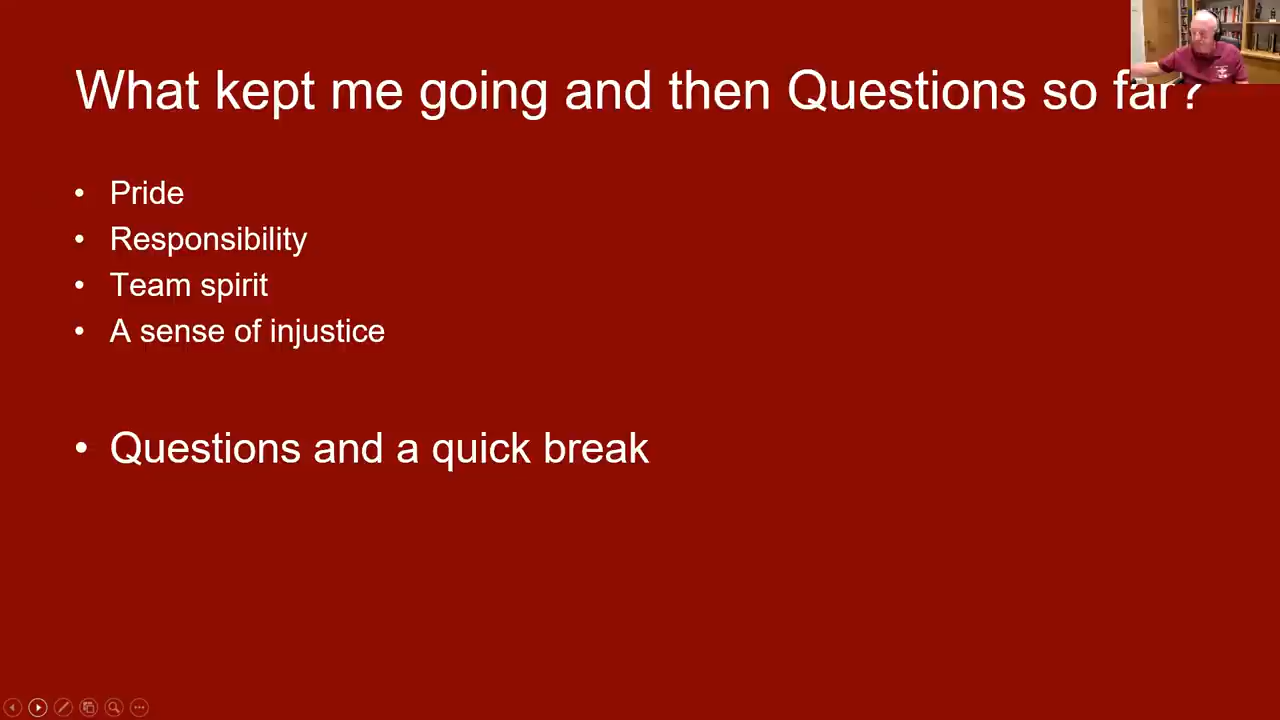 What kept me going and then Questions so far?
• Pride
• Responsibility
• Team spirit
• A sense of injustice
• Questions and a quick break